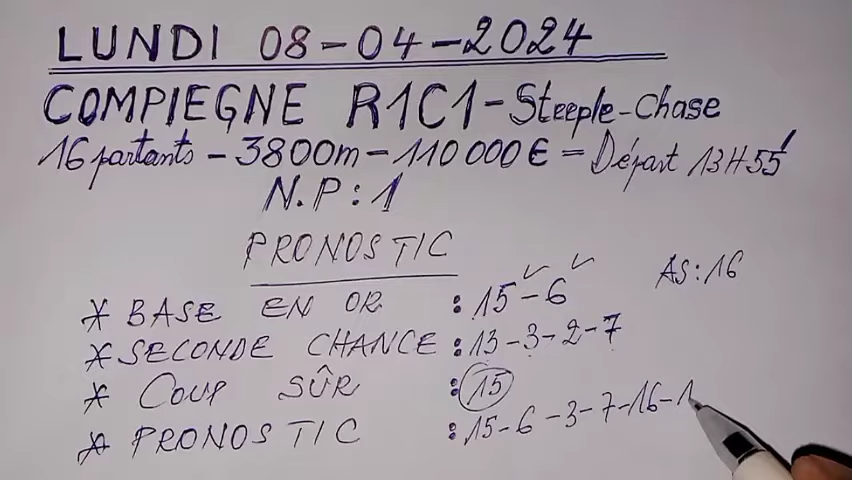 LUNDI 08-04-2024
COMPIEGNE R1C1-Steeple-Chase
16 partants - 3800m - 110 000€ = Départ 13H55'
N.P: 1
PRONOSTIC
AS: 16
* BASE EN OR : 15-6
* SECONDE CHANCE : 13-3-2-7
* COUP SÛR : 15
* PRONOSTIC : 15-6-3-7-16-1